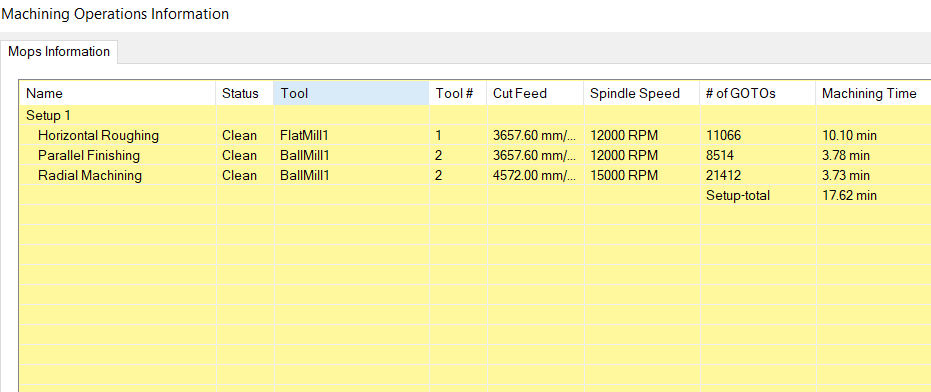 Machining Operations Information
Mops Information
Name Status Tool Tool # Cut Feed Spindle Speed # of GOTOs Machining Time
Setup 1
Horizontal Roughing Clean FlatMill1 1 3657.60 mm/... 12000 RPM 11066 10.10 min
Parallel Finishing Clean BallMill1 2 3657.60 mm/... 12000 RPM 8514 3.78 min
Radial Machining Clean BallMill1 2 4572.00 mm/... 15000 RPM 21412 3.73 min
Setup-total 17.62 min